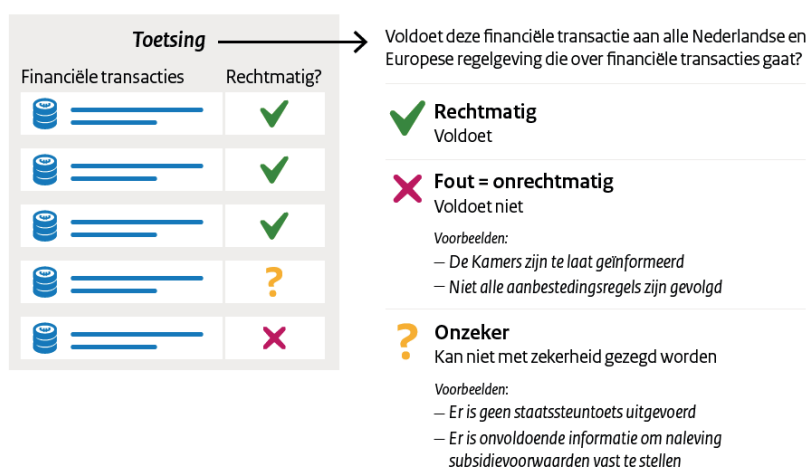 Toetsing
Financiële transacties
Rechtmatig?
Voldoet deze financiële transactie aan alle Nederlandse en
Europese regelgeving die over financiële transacties gaat?
Rechtmatig
Voldoet
Fout = onrechtmatig
Voldoet niet
Voorbeelden:
– De Kamers zijn te laat geïnformeerd
– Niet alle aanbestedingsregels zijn gevolgd
?
?
Onzeker
Kan niet met zekerheid gezegd worden
Voorbeelden:
– Er is geen staatssteuntoets uitgevoerd
– Er is onvoldoende informatie om naleving
subsidievoorwaarden vast te stellen